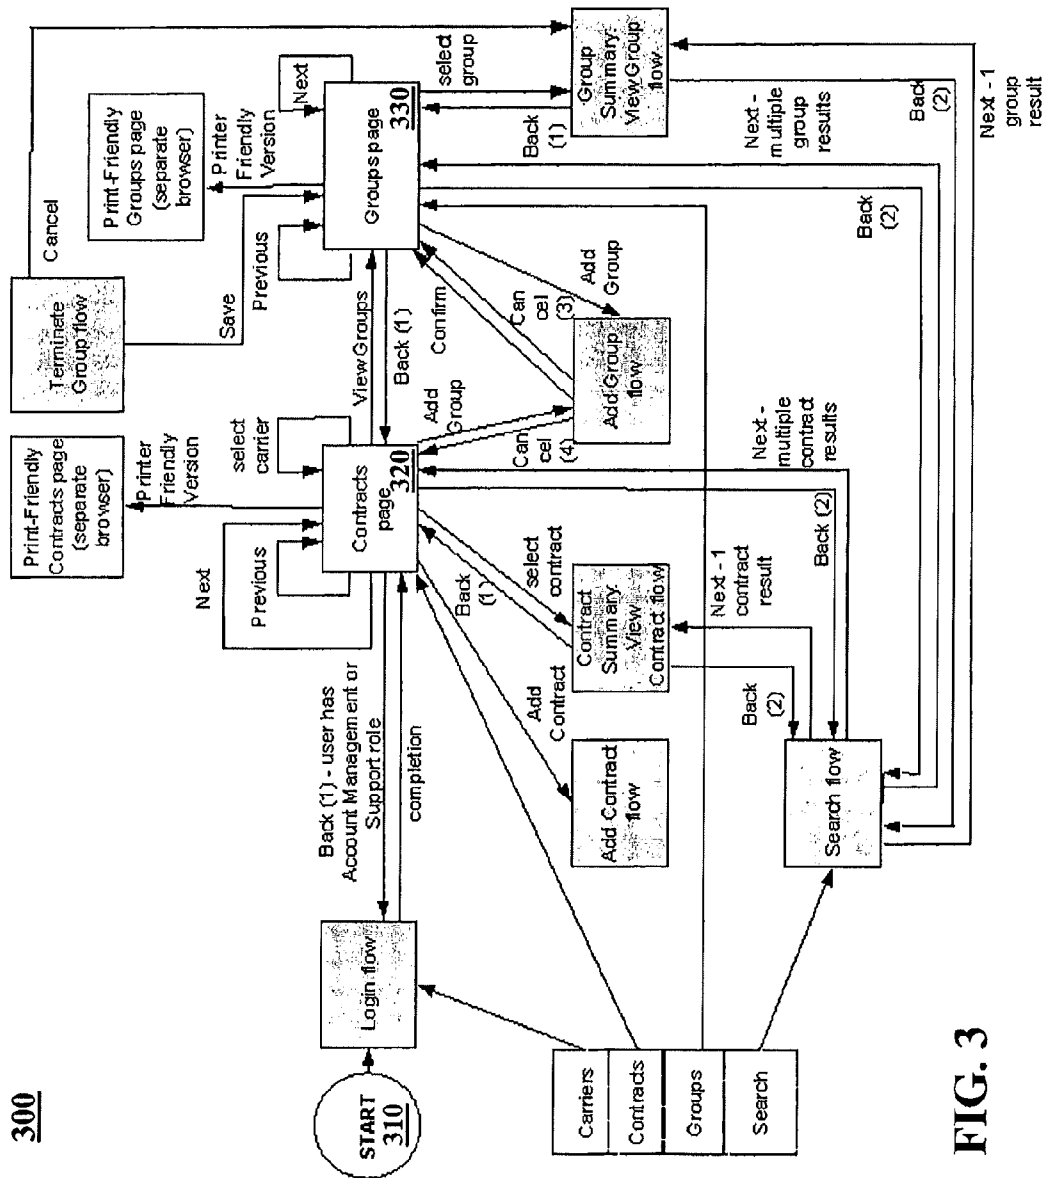 300
START
310
Login flow
Back (1) - user has
Account Management or
Support role
completion
Carriers
Contracts
Groups
Search
Print-Friendly
Contracts page
(separate
browser)
Printer
Friendly
Version
Next
Previous
select
carrier
Contracts
page
320
Terminate
Group flow
Cancel
Save
Print-Friendly
Groups page
(separate
browser)
Printer
Friendly
Version
Previous
Next
View Groups
Back (1)
Groups page
330
select
group
Back
(1)
Group
Summary:
View Group
flow
Add
Group
Can
cel
(4)
Confirm
Can
cel
(3)
Add
Group
Add Group
flow
select
contract
Back
(1)
Add
Contract
Contract
Summary:
View
Contract flow
Add Contract
flow
Next - 1
contract
result
Back
(2)
Next -
multiple
contract
results
Back (2)
Search flow
Next -
multiple
group
results
Back
(2)
Back
(2)
Next - 1
group
result
FIG. 3